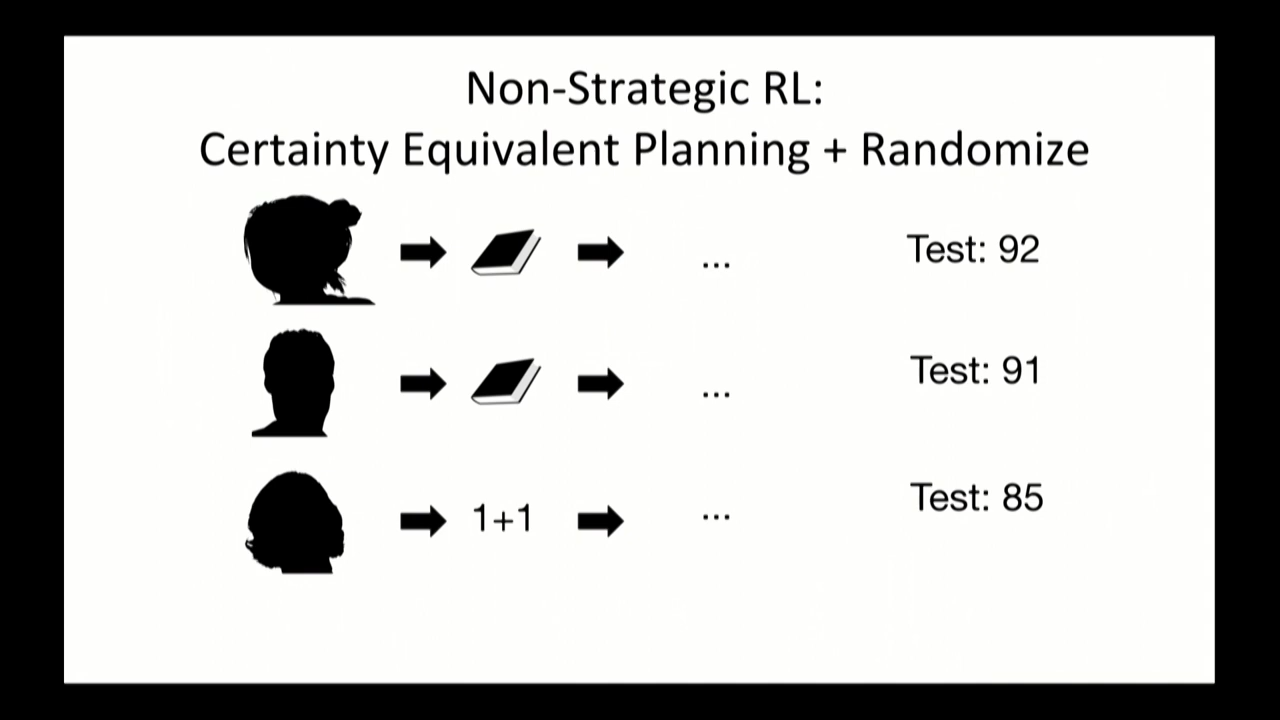 Non-Strategic RL:
Certainty Equivalent Planning + Randomize
... Test: 92
... Test: 91
1+1 ... Test: 85